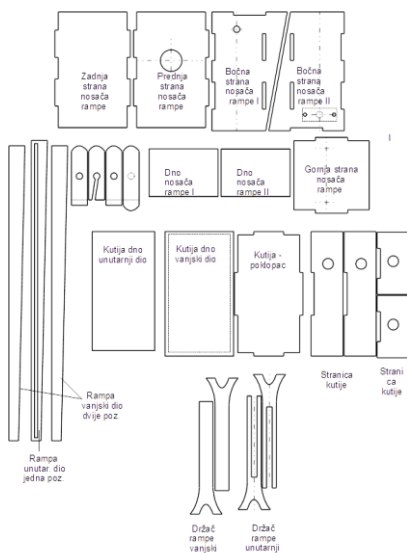 Zadnja
strana
nosača
rampe
Prednja
strana
nosača
rampe
Bočna
strana
nosača
rampe I
Bočna
strana
nosača
rampe II
Dno
nosača
rampe I
Dno
nosača
rampe II
Gornja strana
nosača
rampe
Kutija dno
unutarnji dio
Kutija dno
vanjski dio
Kutija -
poklopac
Stranica
kutije
Strani
ca
kutije
Rampa
vanjski dio
dvije poz.
Rampa
unutar. dio
jedna poz.
Držač
rampe
vanjski
Držač
rampe
unutarnji